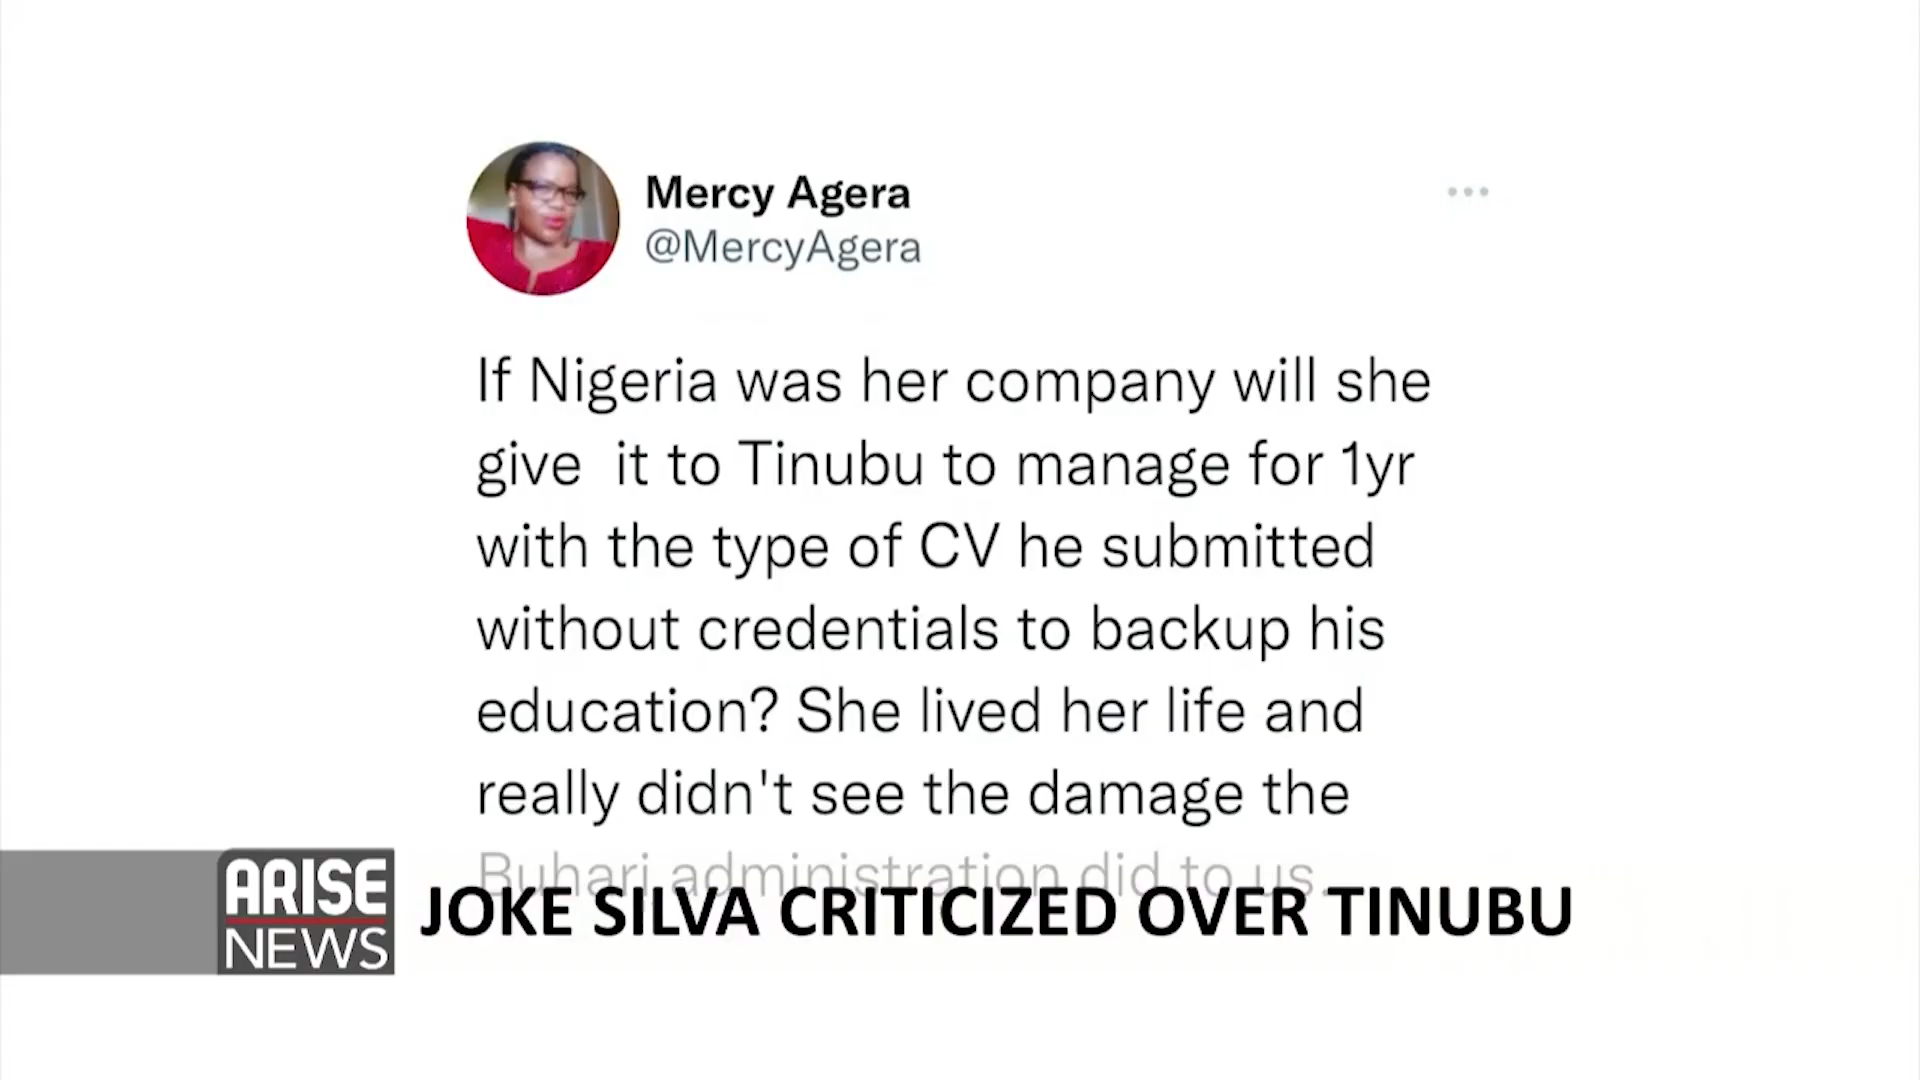 Mercy Agera
@MercyAgera
If Nigeria was her company will she
give it to Tinubu to manage for 1yr
with the type of CV he submitted
without credentials to backup his
education? She lived her life and
really didn't see the damage the
Buhari administration did to us.
ARISE
NEWS
JOKE SILVA CRITICIZED OVER TINUBU